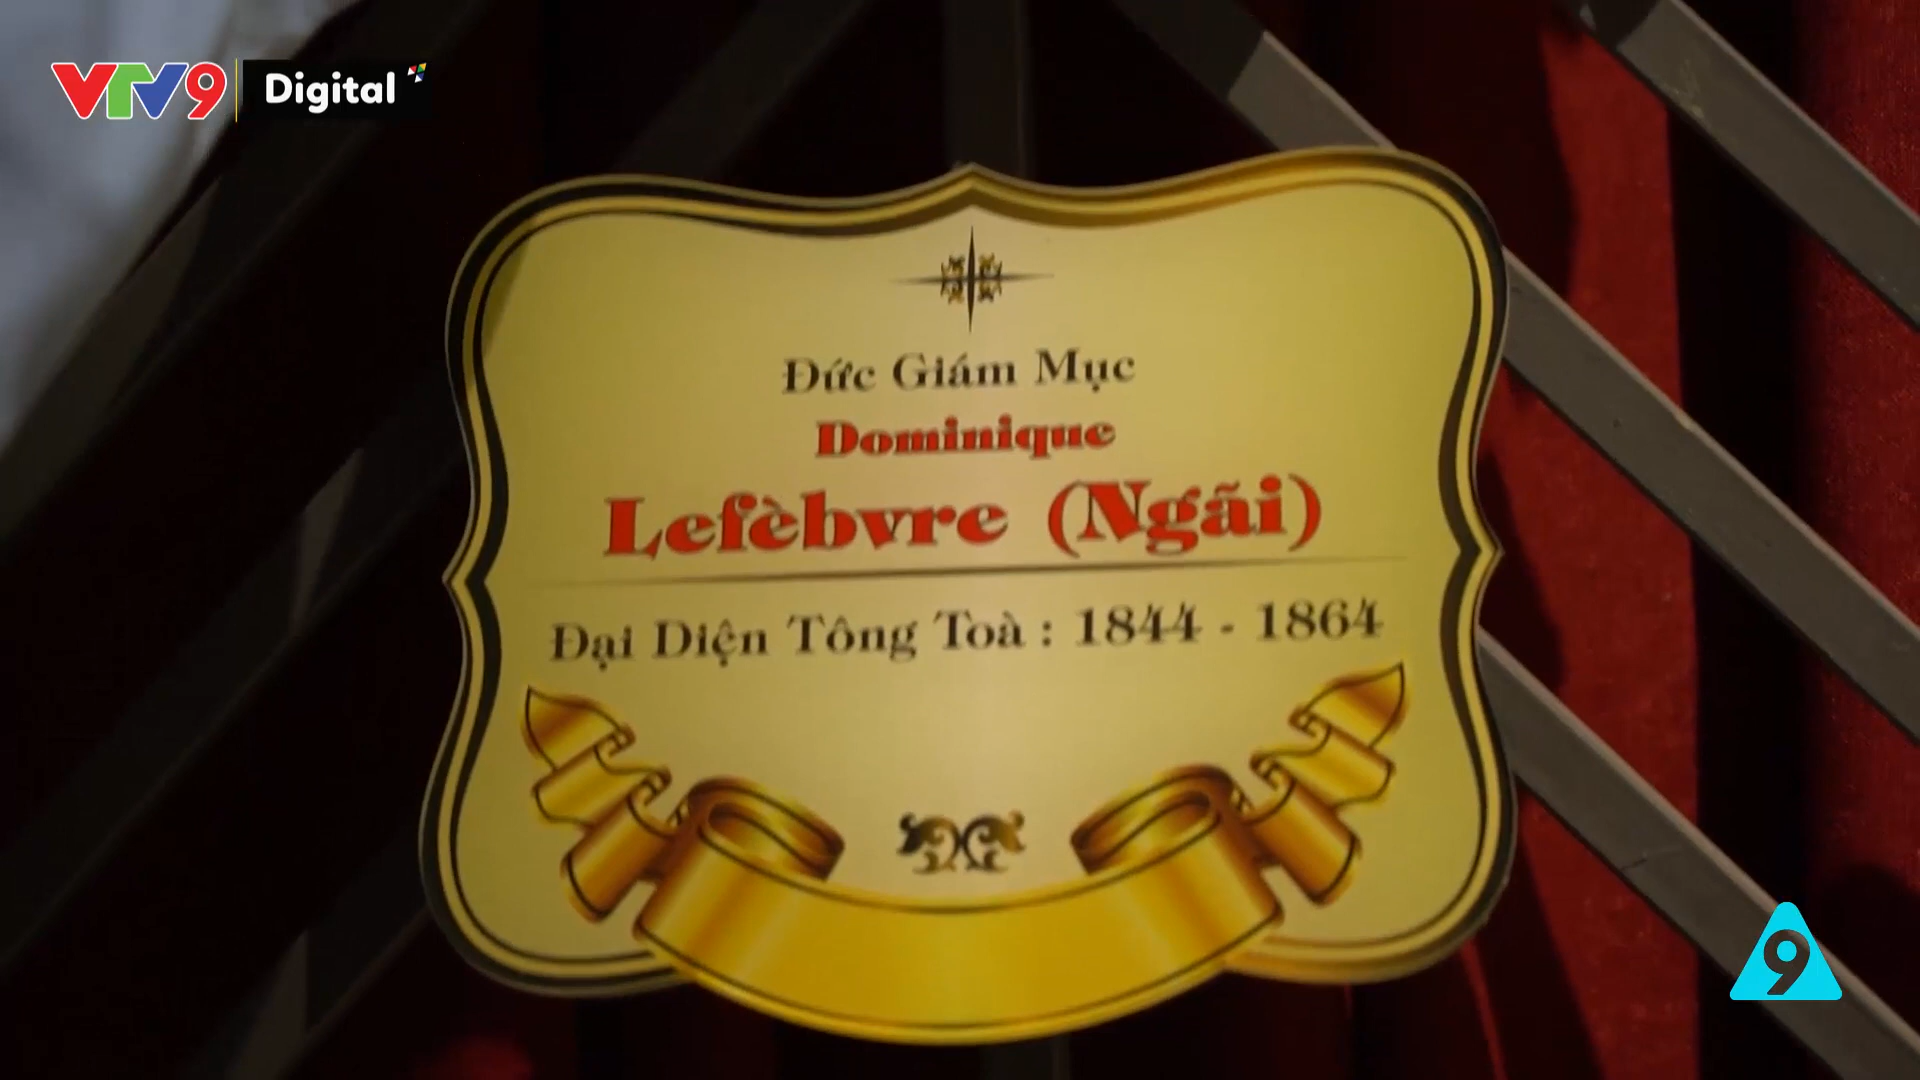 VTV9 Digital
Đức Giám Mục
Dominique
Lefèbvre (Ngãi)
Đại Diện Tông Toà : 1844 - 1864
9